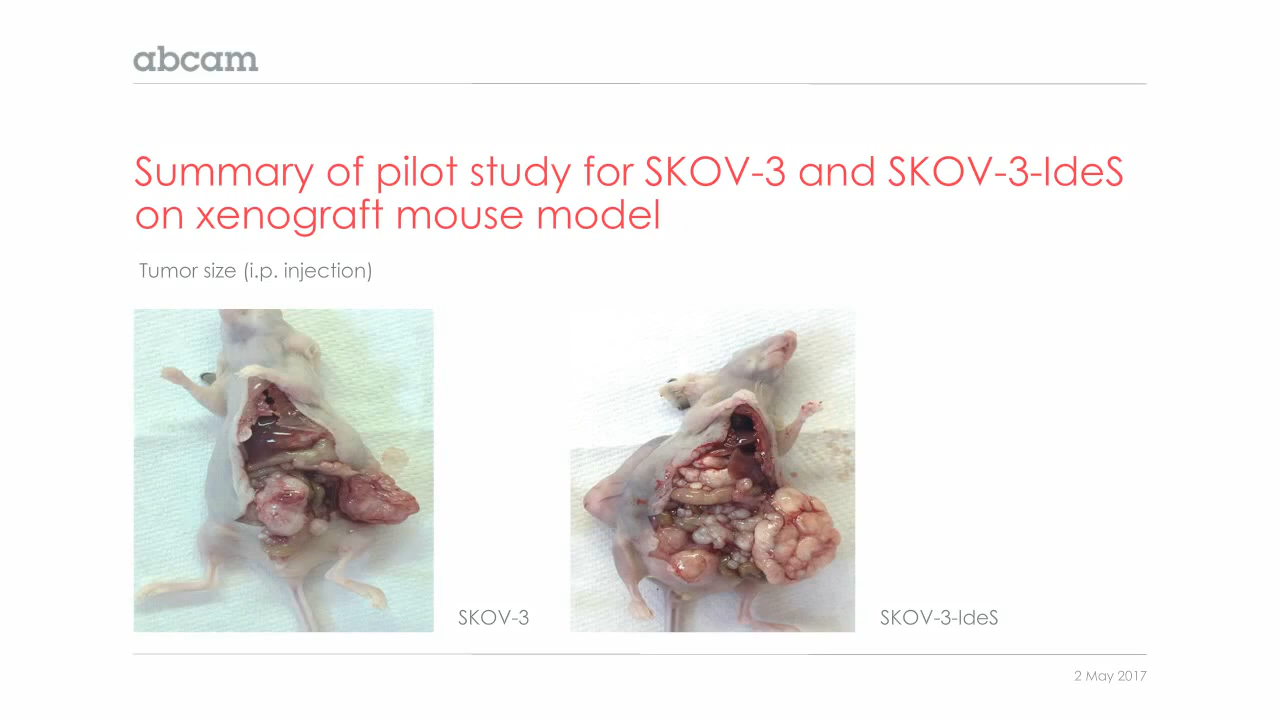 abcam
Summary of pilot study for SKOV-3 and SKOV-3-IdeS
on xenograft mouse model
Tumor size (i.p. injection)
SKOV-3
SKOV-3-IdeS
2 May 2017